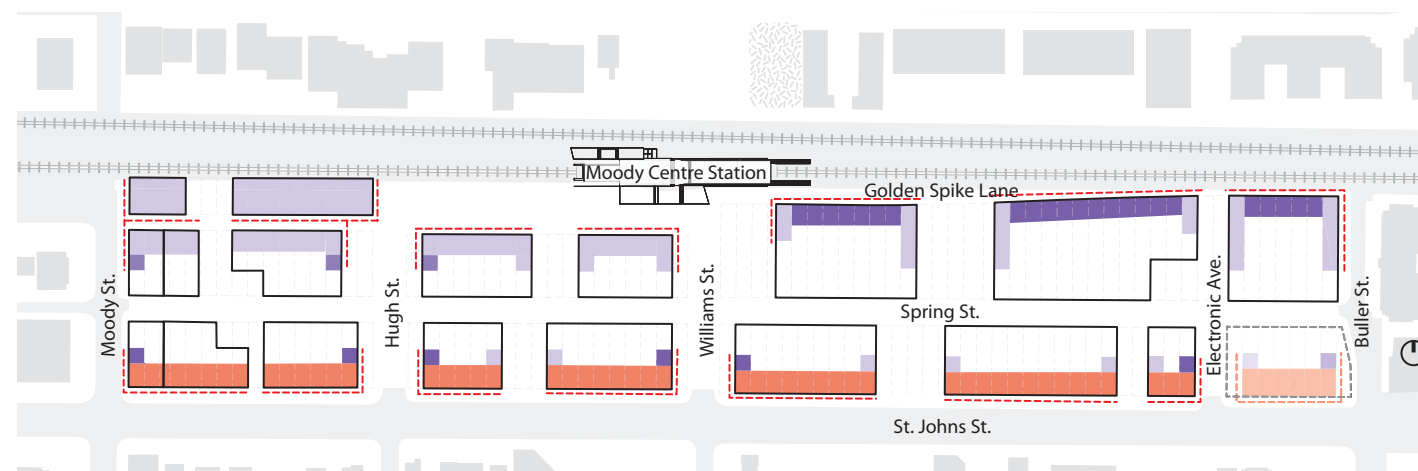 Moody Centre Station
Golden Spike Lane
Moody St.
Hugh St.
Williams St.
Spring St.
Electronic Ave.
Buller St.
St. Johns St.